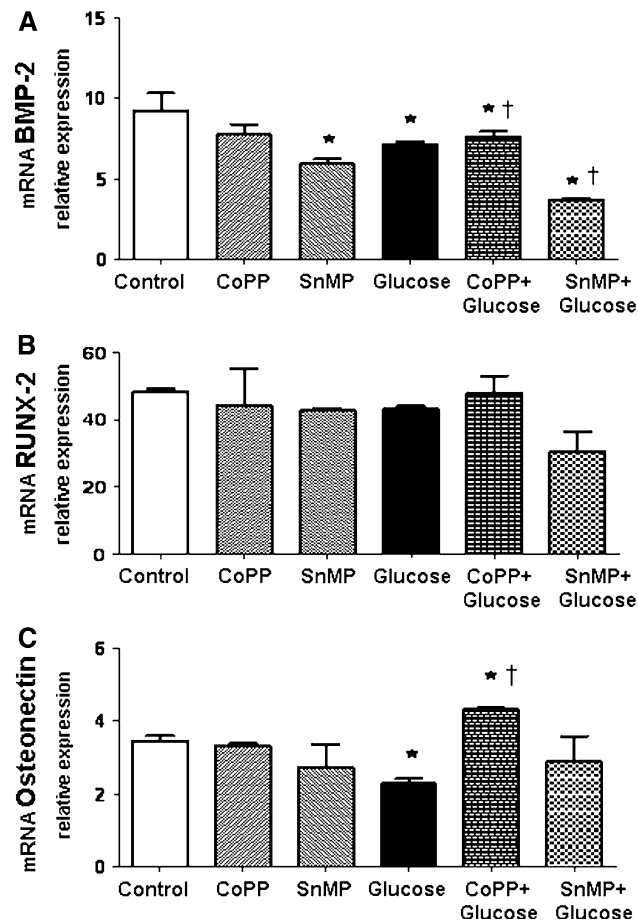 A
mRNA BMP-2
relative expression
15
10
5
0
★
★
★ †
★ †
Control CoPP SnMP Glucose CoPP+ SnMP+
Glucose Glucose
B
mRNA RUNX-2
relative expression
60
40
20
0
Control CoPP SnMP Glucose CoPP+ SnMP+
Glucose Glucose
C
mRNA Osteonectin
relative expression
6
4
2
0
★
★ †
Control CoPP SnMP Glucose CoPP+ SnMP+
Glucose Glucose